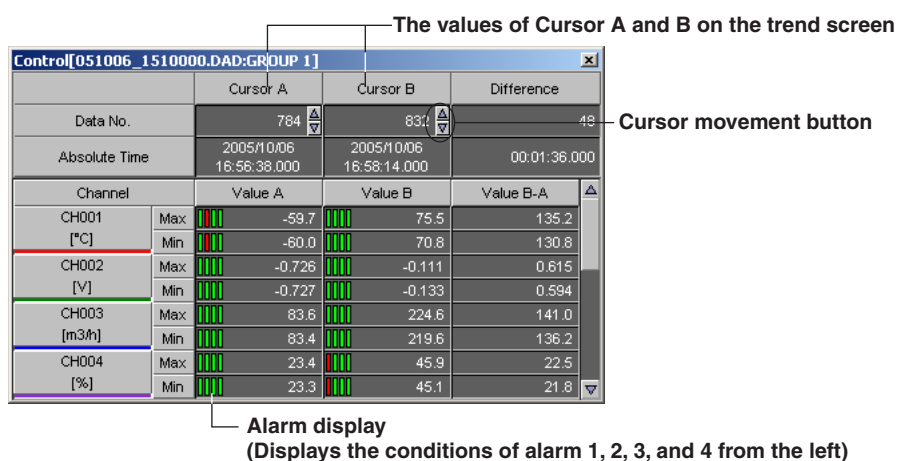 The values of Cursor A and B on the trend screen
Control[051006_1510000.DAD:GROUP 1]
Cursor A Cursor B Difference
Data No. 784 832 48
Cursor movement button
Absolute Time 2005/10/06 16:56:38.000 2005/10/06 16:58:14.000 00:01:36.000
Channel Value A Value B Value B-A
CH001 [°C] Max -59.7 75.5 135.2
Min -60.0 70.8 130.8
CH002 [V] Max -0.726 -0.111 0.615
Min -0.727 -0.133 0.594
CH003 [m3/h] Max 83.6 224.6 141.0
Min 83.4 219.6 136.2
CH004 [%] Max 23.4 45.9 22.5
Min 23.3 45.1 21.8
Alarm display
(Displays the conditions of alarm 1, 2, 3, and 4 from the left)